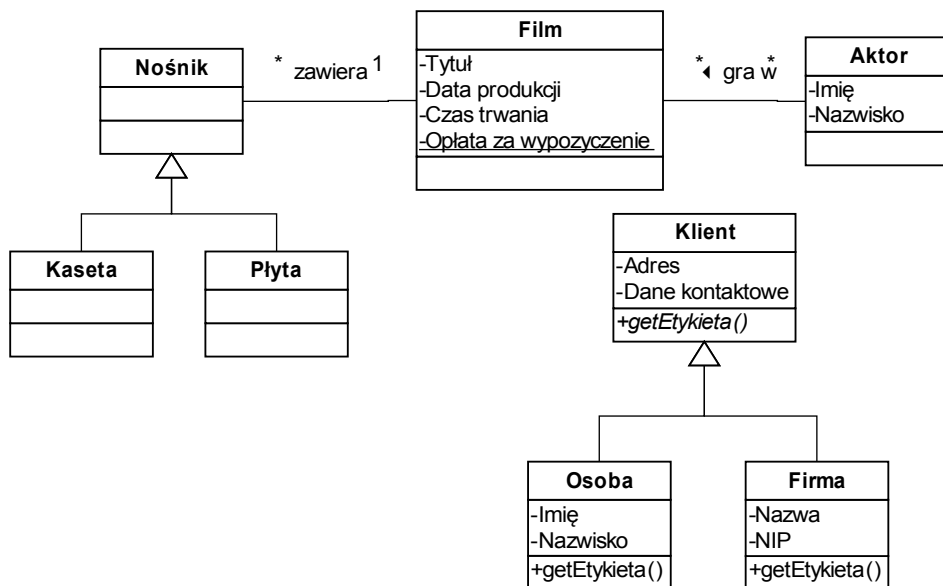 Nośnik
* zawiera 1
Film
-Tytuł
-Data produkcji
-Czas trwania
-Opłata za wypozyczenie
* gra w *
Aktor
-Imię
-Nazwisko
Kaseta
Płyta
Klient
-Adres
-Dane kontaktowe
+getEtykieta()
Osoba
-Imię
-Nazwisko
+getEtykieta()
Firma
-Nazwa
-NIP
+getEtykieta()